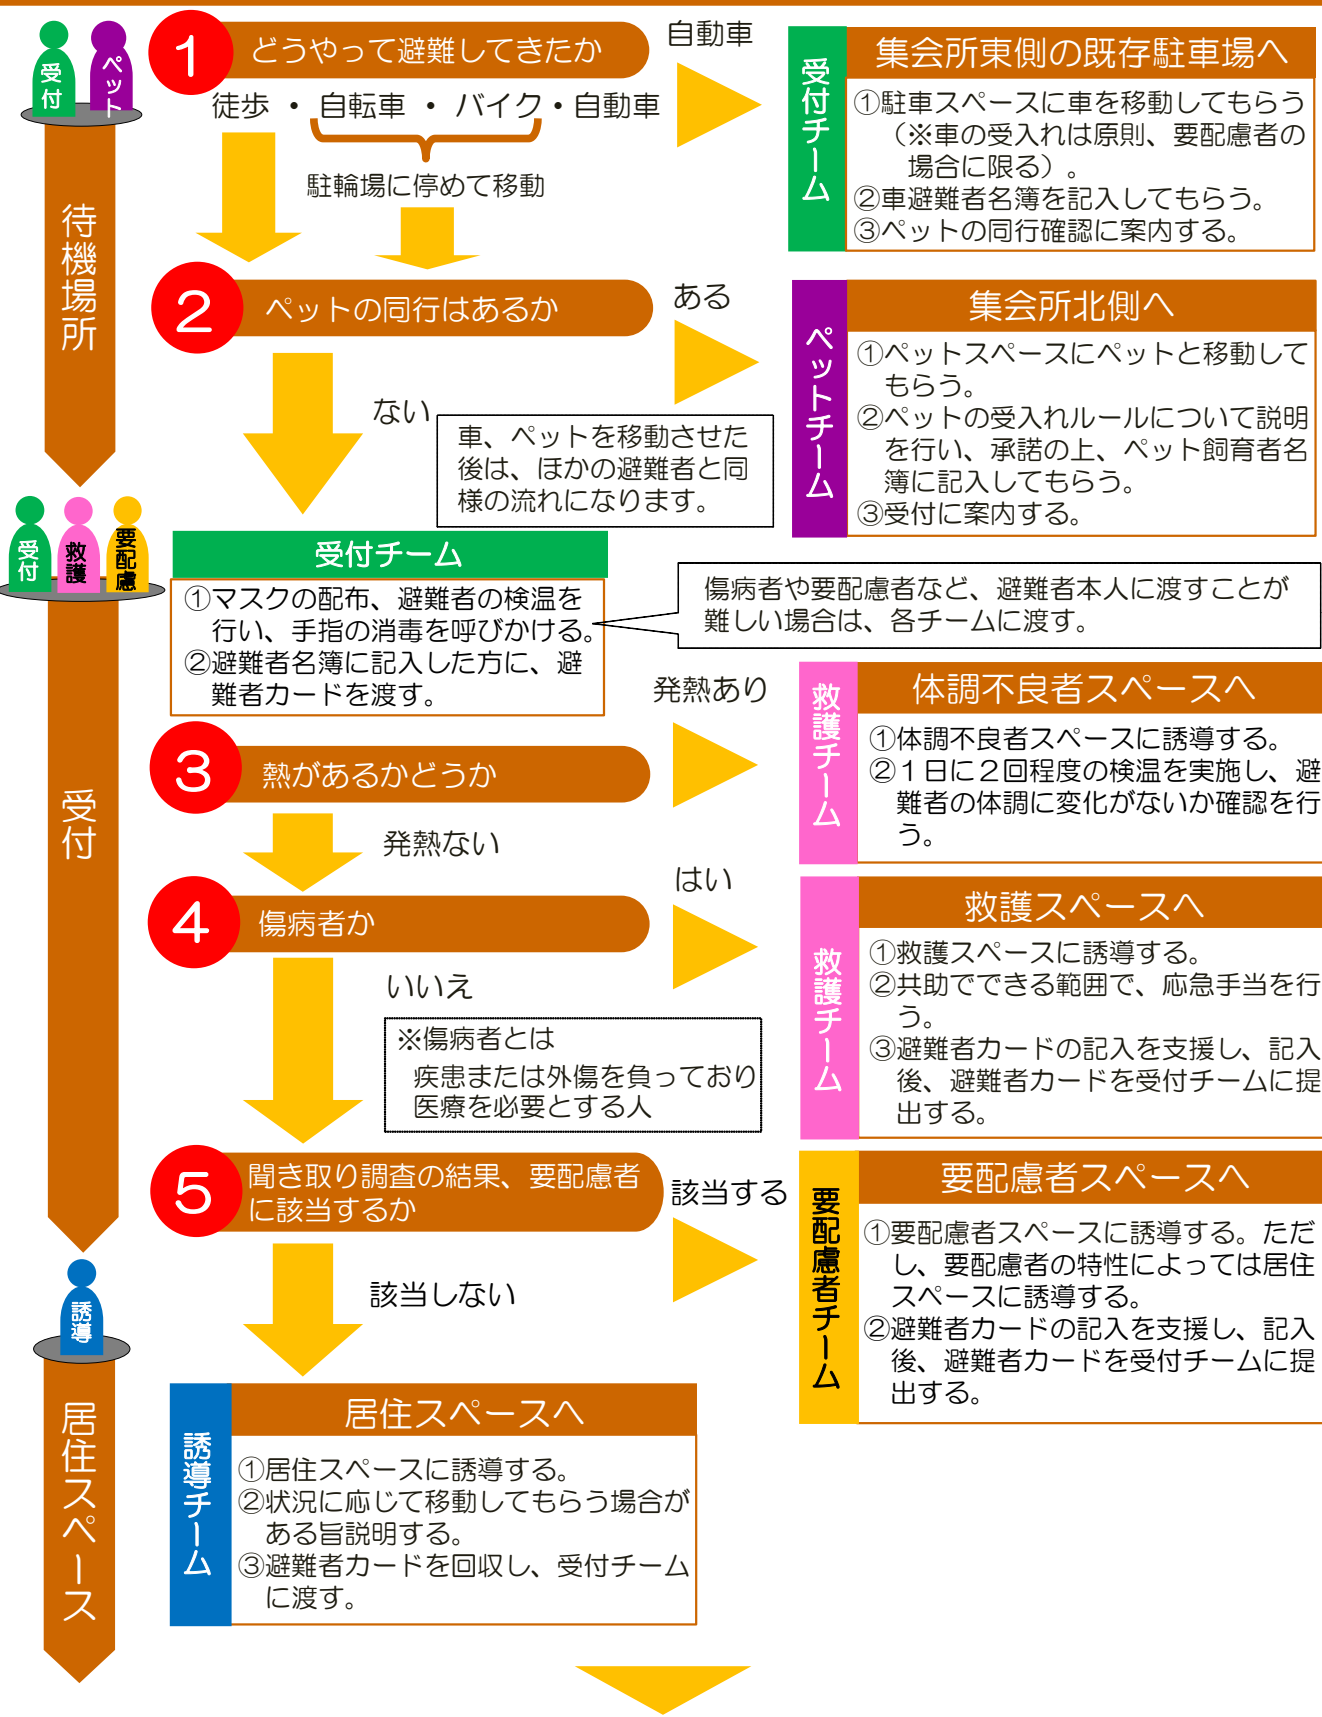 受付
ペット
待機場所
1
どうやって避難してきたか
自動車
徒歩 ・ 自転車 ・ バイク・自動車
駐輪場に停めて移動
受付チーム
集会所東側の既存駐車場へ
①駐車スペースに車を移動してもらう
（※車の受入れは原則、要配慮者の
場合に限る）。
②車避難者名簿を記入してもらう。
③ペットの同行確認に案内する。
2
ペットの同行はあるか
ある
ない
車、ペットを移動させた
後は、ほかの避難者と同
様の流れになります。
ペットチーム
集会所北側へ
①ペットスペースにペットと移動して
もらう。
②ペットの受入れルールについて説明
を行い、承諾の上、ペット飼育者名
簿に記入してもらう。
③受付に案内する。
受付
救護
要配慮
受付
受付チーム
①マスクの配布、避難者の検温を
行い、手指の消毒を呼びかける。
②避難者名簿に記入した方に、避
難者カードを渡す。
傷病者や要配慮者など、避難者本人に渡すことが
難しい場合は、各チームに渡す。
3
熱があるかどうか
発熱あり
発熱ない
救護チーム
体調不良者スペースへ
①体調不良者スペースに誘導する。
②１日に２回程度の検温を実施し、避
難者の体調に変化がないか確認を行
う。
4
傷病者か
はい
いいえ
※傷病者とは
疾患または外傷を負っており
医療を必要とする人
救護チーム
救護スペースへ
①救護スペースに誘導する。
②共助でできる範囲で、応急手当を行
う。
③避難者カードの記入を支援し、記入
後、避難者カードを受付チームに提
出する。
5
聞き取り調査の結果、要配慮者
に該当するか
該当する
該当しない
要配慮者チーム
要配慮者スペースへ
①要配慮者スペースに誘導する。ただ
し、要配慮者の特性によっては居住
スペースに誘導する。
②避難者カードの記入を支援し、記入
後、避難者カードを受付チームに提
出する。
誘導
居住スペース
誘導チーム
居住スペースへ
①居住スペースに誘導する。
②状況に応じて移動してもらう場合が
ある旨説明する。
③避難者カードを回収し、受付チーム
に渡す。